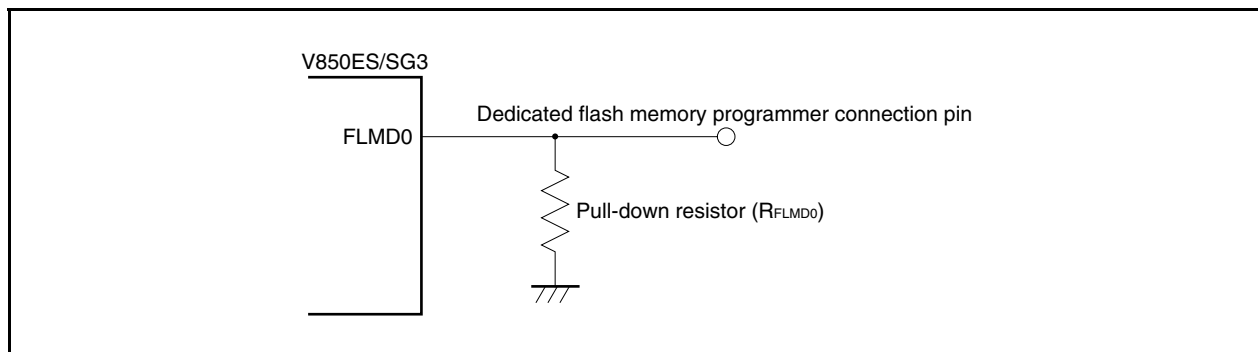 V850ES/SG3
Dedicated flash memory programmer connection pin
FLMD0
Pull-down resistor (RFLMD0)